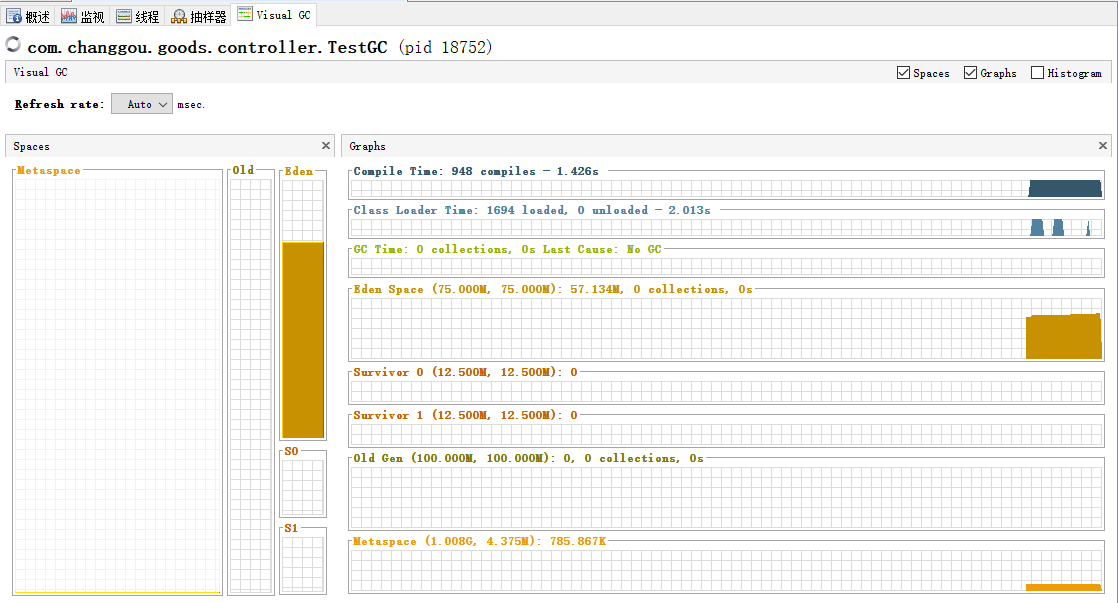 概述 监视 线程 抽样器 Visual GC
com.changgou.goods.controller.TestGC (pid 18752)
Visual GC
Spaces Graphs Histogram
Refresh rate: Auto msec.
Spaces
Metaspace
Old
Eden
S0
S1
Graphs
Compile Time: 948 compiles - 1.426s
Class Loader Time: 1694 loaded, 0 unloaded - 2.013s
GC Time: 0 collections, 0s Last Cause: No GC
Eden Space (75.000M, 75.000M): 57.134M, 0 collections, 0s
Survivor 0 (12.500M, 12.500M): 0
Survivor 1 (12.500M, 12.500M): 0
Old Gen (100.000M, 100.000M): 0, 0 collections, 0s
Metaspace (1.008G, 4.375M): 785.867K